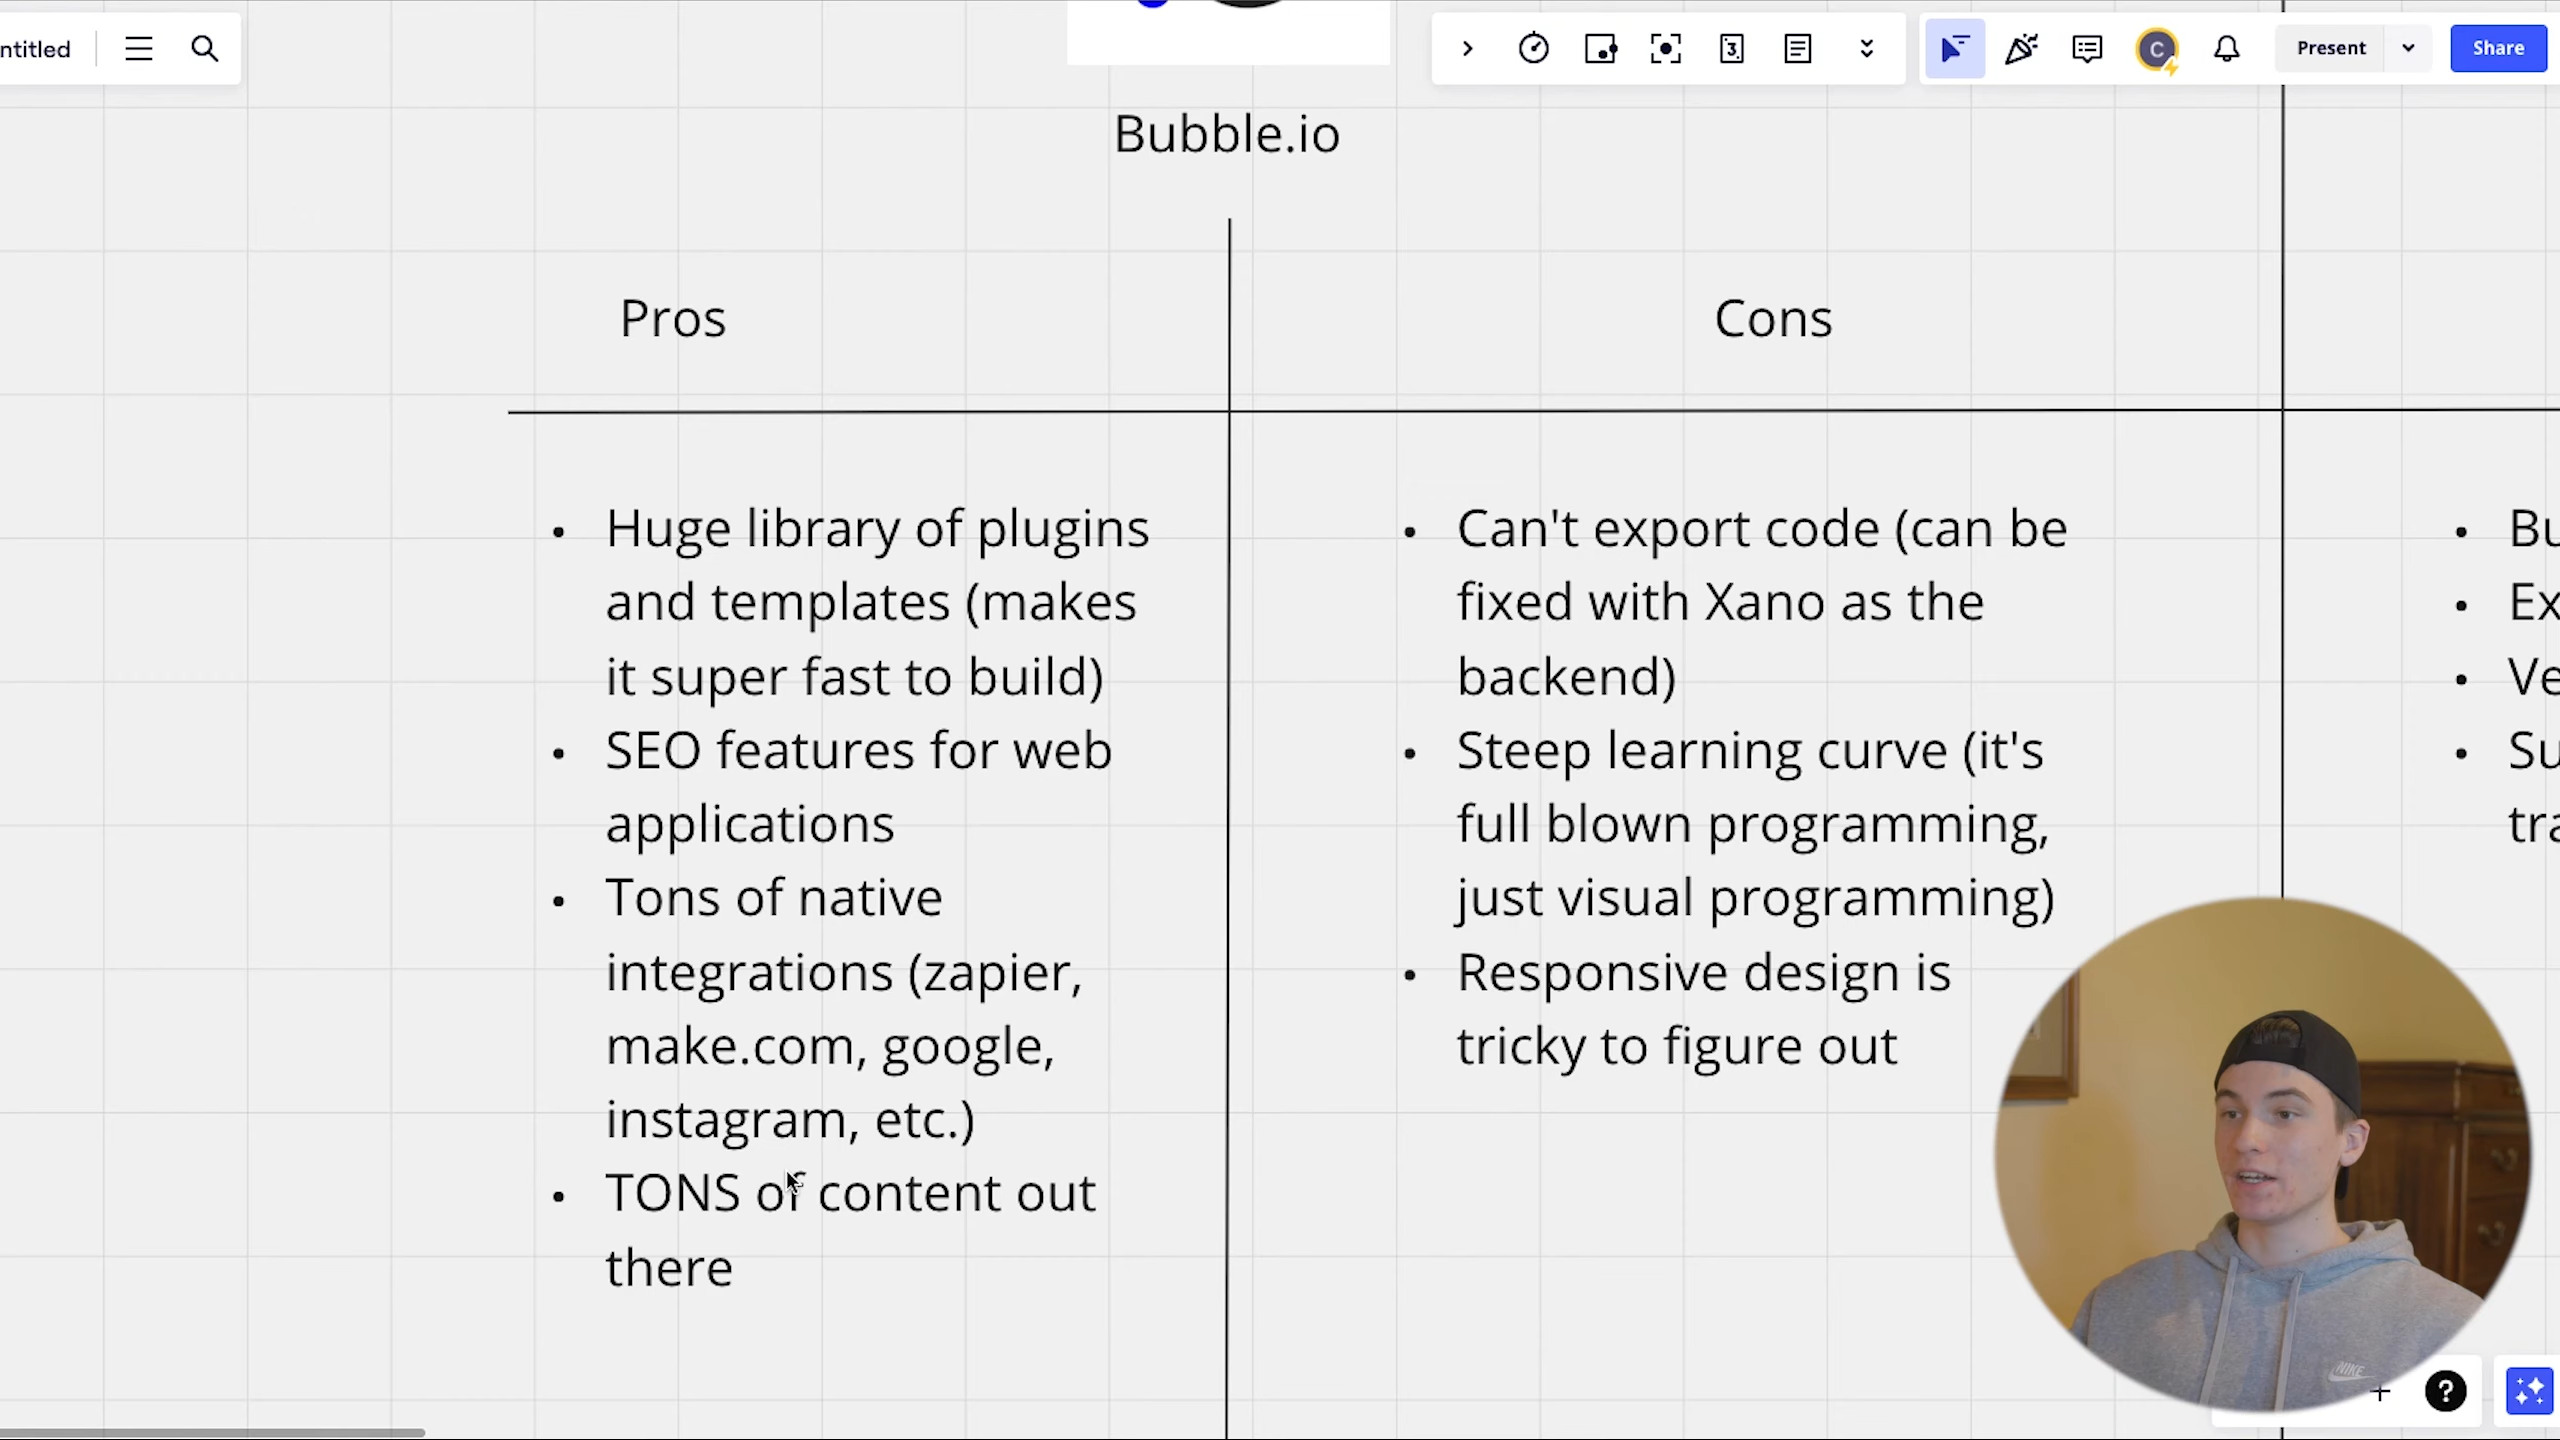 ntitled
3
C
Present
Share
Bubble.io
Pros
Cons
• Huge library of plugins
and templates (makes
it super fast to build)
• SEO features for web
applications
• Tons of native
integrations (zapier,
make.com, google,
instagram, etc.)
• TONS of content out
there
• Can't export code (can be
fixed with Xano as the
backend)
• Steep learning curve (it's
full blown programming,
just visual programming)
• Responsive design is
tricky to figure out
• Bu
• Ex
• Ve
• Su
tra
NIKE
?